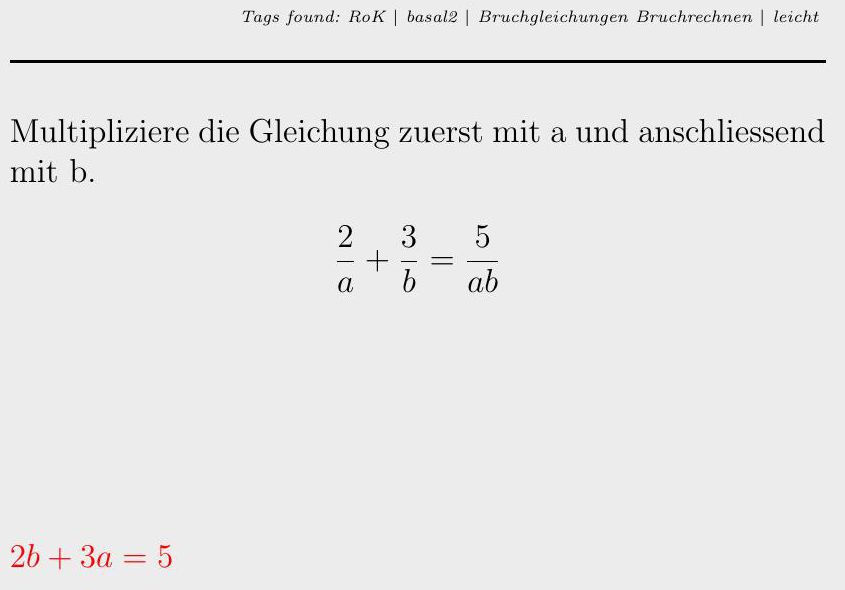 Tags found: RoK | basal2 | Bruchgleichungen Bruchrechnen | leicht
Multipliziere die Gleichung zuerst mit a und anschliessend
mit b.
\frac{2}{a} + \frac{3}{b} = \frac{5}{ab}
2b + 3a = 5